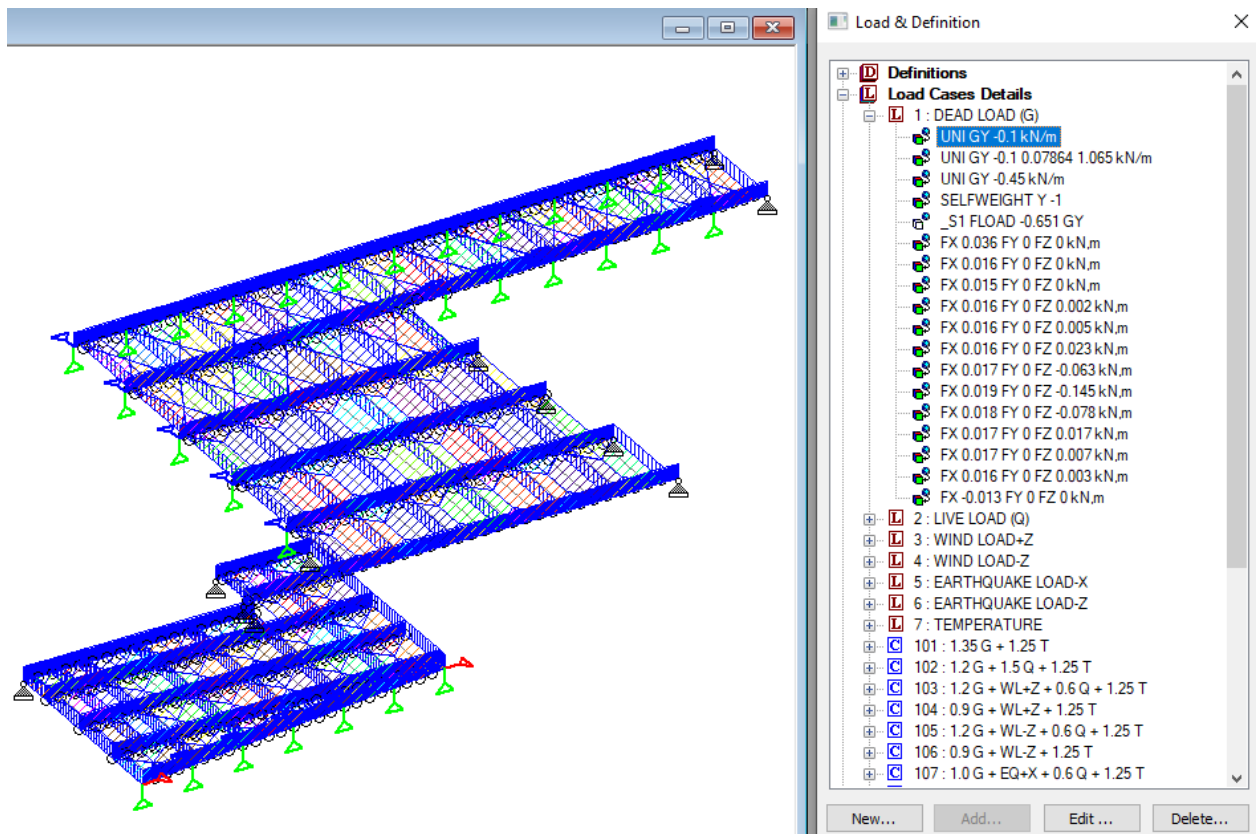 Load & Definition
Definitions
Load Cases Details
1 : DEAD LOAD (G)
UNI GY -0.1 kN/m
UNI GY -0.1 0.07864 1.065 kN/m
UNI GY -0.45 kN/m
SELFWEIGHT Y -1
_S1 FLOAD -0.651 GY
FX 0.036 FY 0 FZ 0 kN,m
FX 0.016 FY 0 FZ 0 kN,m
FX 0.015 FY 0 FZ 0 kN,m
FX 0.016 FY 0 FZ 0.002 kN,m
FX 0.016 FY 0 FZ 0.005 kN,m
FX 0.016 FY 0 FZ 0.023 kN,m
FX 0.017 FY 0 FZ -0.063 kN,m
FX 0.019 FY 0 FZ -0.145 kN,m
FX 0.018 FY 0 FZ -0.078 kN,m
FX 0.017 FY 0 FZ 0.017 kN,m
FX 0.017 FY 0 FZ 0.007 kN,m
FX 0.016 FY 0 FZ 0.003 kN,m
FX -0.013 FY 0 FZ 0 kN,m
2 : LIVE LOAD (Q)
3 : WIND LOAD+Z
4 : WIND LOAD-Z
5 : EARTHQUAKE LOAD-X
6 : EARTHQUAKE LOAD-Z
7 : TEMPERATURE
101 : 1.35 G + 1.25 T
102 : 1.2 G + 1.5 Q + 1.25 T
103 : 1.2 G + WL+Z + 0.6 Q + 1.25 T
104 : 0.9 G + WL+Z + 1.25 T
105 : 1.2 G + WL-Z + 0.6 Q + 1.25 T
106 : 0.9 G + WL-Z + 1.25 T
107 : 1.0 G + EQ+X + 0.6 Q + 1.25 T
New... Add... Edit ... Delete...